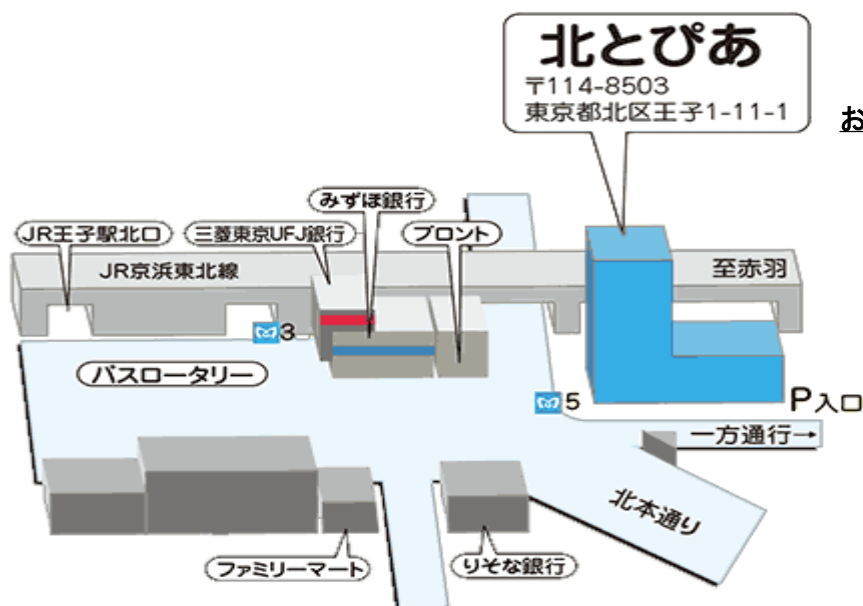 北とぴあ
〒114-8503
東京都北区王子1-11-1
お
みずほ銀行
JR王子駅北口
三菱東京UFJ銀行
プロント
JR京浜東北線
至赤羽
3
バスロータリー
5
P入口
一方通行→
北本通り
ファミリーマート
りそな銀行